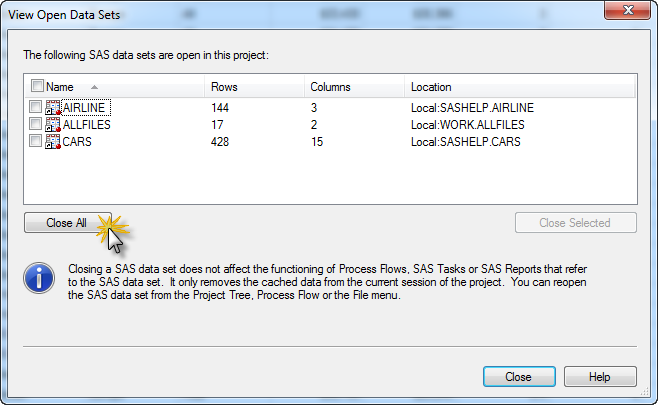 View Open Data Sets
The following SAS data sets are open in this project:
Name Rows Columns Location
AIRLINE 144 3 Local:SASHELP.AIRLINE
ALLFILES 17 2 Local:WORK.ALLFILES
CARS 428 15 Local:SASHELP.CARS
Close All Close Selected
Closing a SAS data set does not affect the functioning of Process Flows, SAS Tasks or SAS Reports that refer
to the SAS data set. It only removes the cached data from the current session of the project. You can reopen
the SAS data set from the Project Tree, Process Flow or the File menu.
Close Help